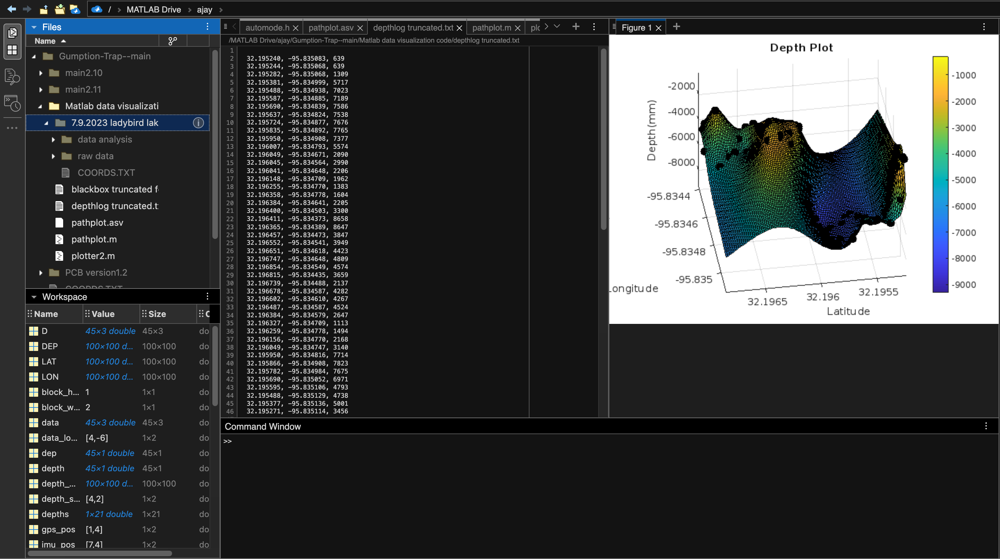 / › MATLAB Drive › ajay ›
Files
Name
Gumption-Trap--main
main2.10
main2.11
Matlab data visualizati
7.9.2023 ladybird lak
data analysis
raw data
COORDS.TXT
blackbox truncated f
depthlog truncated.t
pathplot.asv
pathplot.m
plotter2.m
PCB version1.2
COORDS.TXT
Workspace
Name Value Size C
D 45×3 double 45×3 do
DEP 100×100 d... 100×100 do
LAT 100×100 d... 100×100 do
LON 100×100 d... 100×100 do
block_h... 1 1×1 do
block_w... 2 1×1 do
data 45×3 double 45×3 do
data_lo... [4,-6] 1×2 do
dep 45×1 double 45×1 do
depth 45×1 double 45×1 do
depth_... 100×100 d... 100×100 do
depth_s... [4,2] 1×2 do
depths 1×21 double 1×21 do
gps_pos [1,4] 1×2 do
imu_pos [7,4] 1×2 do
automode.h pathplot.asv depthlog truncated.txt pathplot.m plo
/MATLAB Drive/ajay/Gumption-Trap--main/Matlab data visualization code/depthlog truncated.txt
1
2 32.195240, -95.835083, 639
3 32.195244, -95.835068, 639
4 32.195282, -95.835068, 1309
5 32.195381, -95.834999, 5717
6 32.195488, -95.834938, 7023
7 32.195587, -95.834885, 7189
8 32.195690, -95.834839, 7586
9 32.195637, -95.834824, 7538
10 32.195724, -95.834877, 7676
11 32.195835, -95.834892, 7765
12 32.195950, -95.834908, 7377
13 32.196007, -95.834793, 5574
14 32.196049, -95.834671, 2090
15 32.196045, -95.834564, 2990
16 32.196041, -95.834648, 2206
17 32.196148, -95.834709, 1962
18 32.196255, -95.834770, 1383
19 32.196358, -95.834778, 1604
20 32.196384, -95.834641, 2205
21 32.196400, -95.834503, 3300
22 32.196411, -95.834373, 8658
23 32.196365, -95.834389, 8647
24 32.196457, -95.834473, 3847
25 32.196552, -95.834541, 3949
26 32.196651, -95.834618, 4423
27 32.196747, -95.834648, 4809
28 32.196854, -95.834549, 4574
29 32.196815, -95.834435, 3659
30 32.196739, -95.834488, 2137
31 32.196678, -95.834587, 4282
32 32.196602, -95.834610, 4267
33 32.196487, -95.834587, 4524
34 32.196384, -95.834579, 2647
35 32.196327, -95.834709, 1113
36 32.196259, -95.834778, 1494
37 32.196156, -95.834770, 2168
38 32.196049, -95.834747, 3140
39 32.195950, -95.834816, 7714
40 32.195866, -95.834908, 7823
41 32.195782, -95.834984, 7675
42 32.195690, -95.835052, 6971
43 32.195595, -95.835106, 4793
44 32.195488, -95.835129, 4738
45 32.195377, -95.835136, 5001
46 32.195271, -95.835114, 3456
Command Window
>>
Figure 1
Depth Plot
-2000
-4000
-6000
-8000
Depth(mm)
-95.8344
-95.8346
-95.8348
-95.835
Longitude
32.1965
32.196
32.1955
Latitude
-1000
-2000
-3000
-4000
-5000
-6000
-7000
-8000
-9000